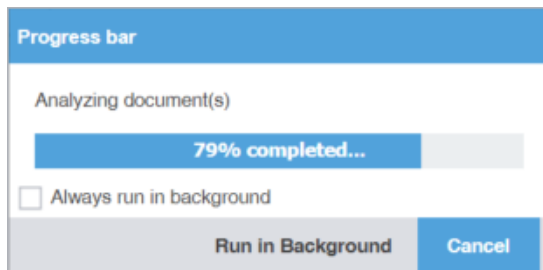 Progress bar
Analyzing document(s)
79% completed...
Always run in background
Run in Background Cancel